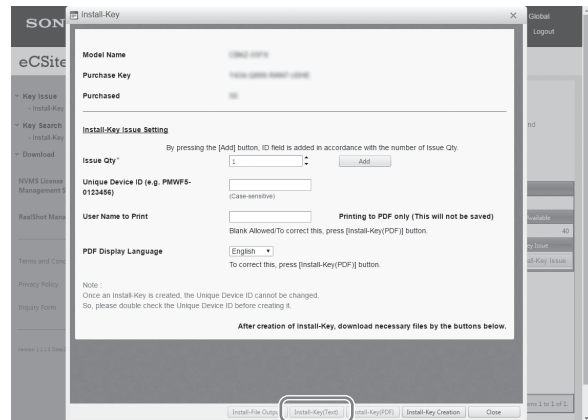 SON
Install-Key
Global
Logout
eCSite
Model Name
Purchase Key
Purchased
Key Issue
- Install-Key
Key Search
- Install-Key
Download
NVMS License
Management S
RealShot Mana
Terms and Cond
Privacy Policy
Inquiry Form
Install-Key Issue Setting
By pressing the [Add] button, ID field is added in accordance with the number of Issue Qty.
Issue Qty*
1
Add
Unique Device ID (e.g. PMWF5-
0123456)
(Case-sensitive)
User Name to Print
Printing to PDF only (This will not be saved)
Blank Allowed/To correct this, press [Install-Key(PDF)] button.
PDF Display Language
English
To correct this, press [Install-Key(PDF)] button.
Note :
Once an Install-Key is created, the Unique Device ID cannot be changed.
So, please double check the Unique Device ID before creating it.
After creation of Install-Key, download necessary files by the buttons below.
nd
Available
40
ey Issue
all-Key Issue
ems 1 to 1 of 1.
Install-File Outpu
Install-Key(Text)
nstall-Key(PDF)
Install-Key Creation
Close